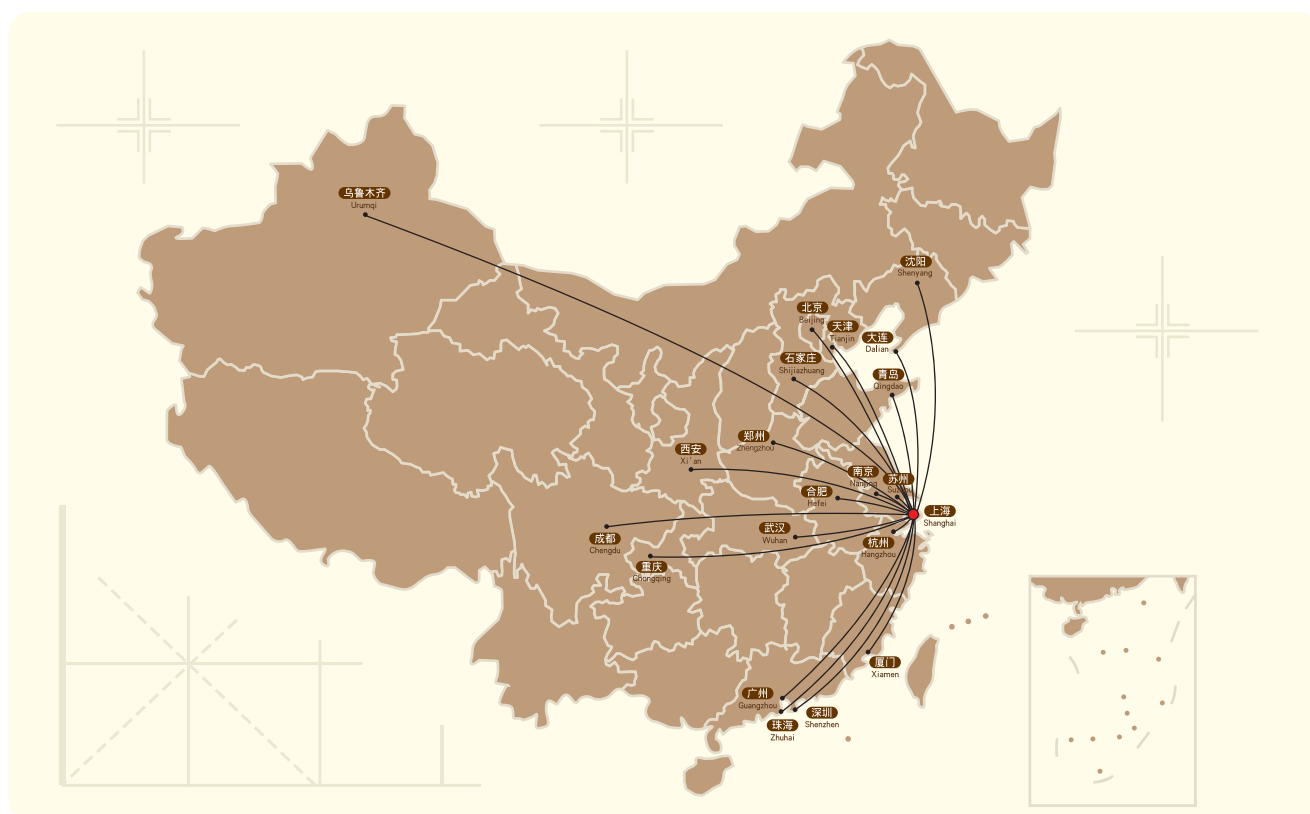 乌鲁木齐
Urumqi
沈阳
Shenyang
北京
Beijing
天津
Tianjin
大连
Dalian
石家庄
Shijiazhuang
青岛
Qingdao
郑州
Zhengzhou
西安
Xi'an
南京
Nanjing
苏州
合肥
Hefei
上海
Shanghai
武汉
Wuhan
成都
Chengdu
杭州
Hangzhou
重庆
Chongqing
厦门
Xiamen
广州
Guangzhou
深圳
Shenzhen
珠海
Zhuhai